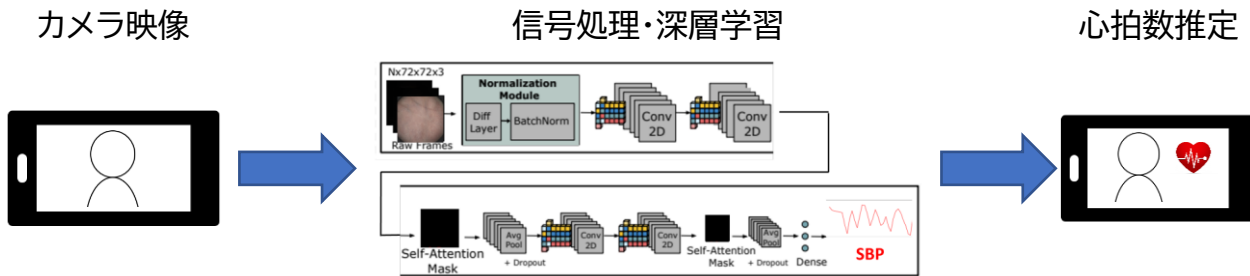 カメラ映像
信号処理・深層学習
心拍数推定
Nx72x72x3
Normalization
Module
Diff
Layer
BatchNorm
Conv
2D
Conv
2D
Raw Frames
Self-Attention
Mask
Avg
Pool
+ Dropout
Conv
2D
Conv
2D
Self-Attention
Mask
Avg
Pool
+ Dropout
Dense
SBP